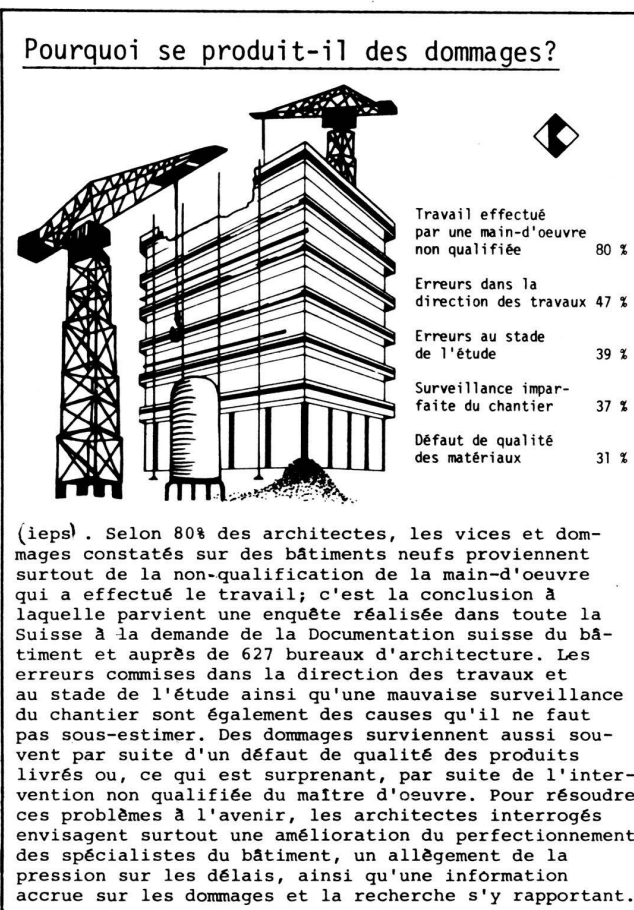 Pourquoi se produit-il des dommages?
Travail effectué
par une main-d'oeuvre
non qualifiée 80 %
Erreurs dans la
direction des travaux 47 %
Erreurs au stade
de l'étude 39 %
Surveillance impar-
faite du chantier 37 %
Défaut de qualité
des matériaux 31 %
(ieps). Selon 80% des architectes, les vices et dom-
mages constatés sur des bâtiments neufs proviennent
surtout de la non-qualification de la main-d'oeuvre
qui a effectué le travail; c'est la conclusion à
laquelle parvient une enquête réalisée dans toute la
Suisse à la demande de la Documentation suisse du bâ-
timent et auprès de 627 bureaux d'architecture. Les
erreurs commises dans la direction des travaux et
au stade de l'étude ainsi qu'une mauvaise surveillance
du chantier sont également des causes qu'il ne faut
pas sous-estimer. Des dommages surviennent aussi sou-
vent par suite d'un défaut de qualité des produits
livrés ou, ce qui est surprenant, par suite de l'inter-
vention non qualifiée du maître d'oeuvre. Pour résoudre
ces problèmes à l'avenir, les architectes interrogés
envisagent surtout une amélioration du perfectionnement
des spécialistes du bâtiment, un allègement de la
pression sur les délais, ainsi qu'une information
accrue sur les dommages et la recherche s'y rapportant.